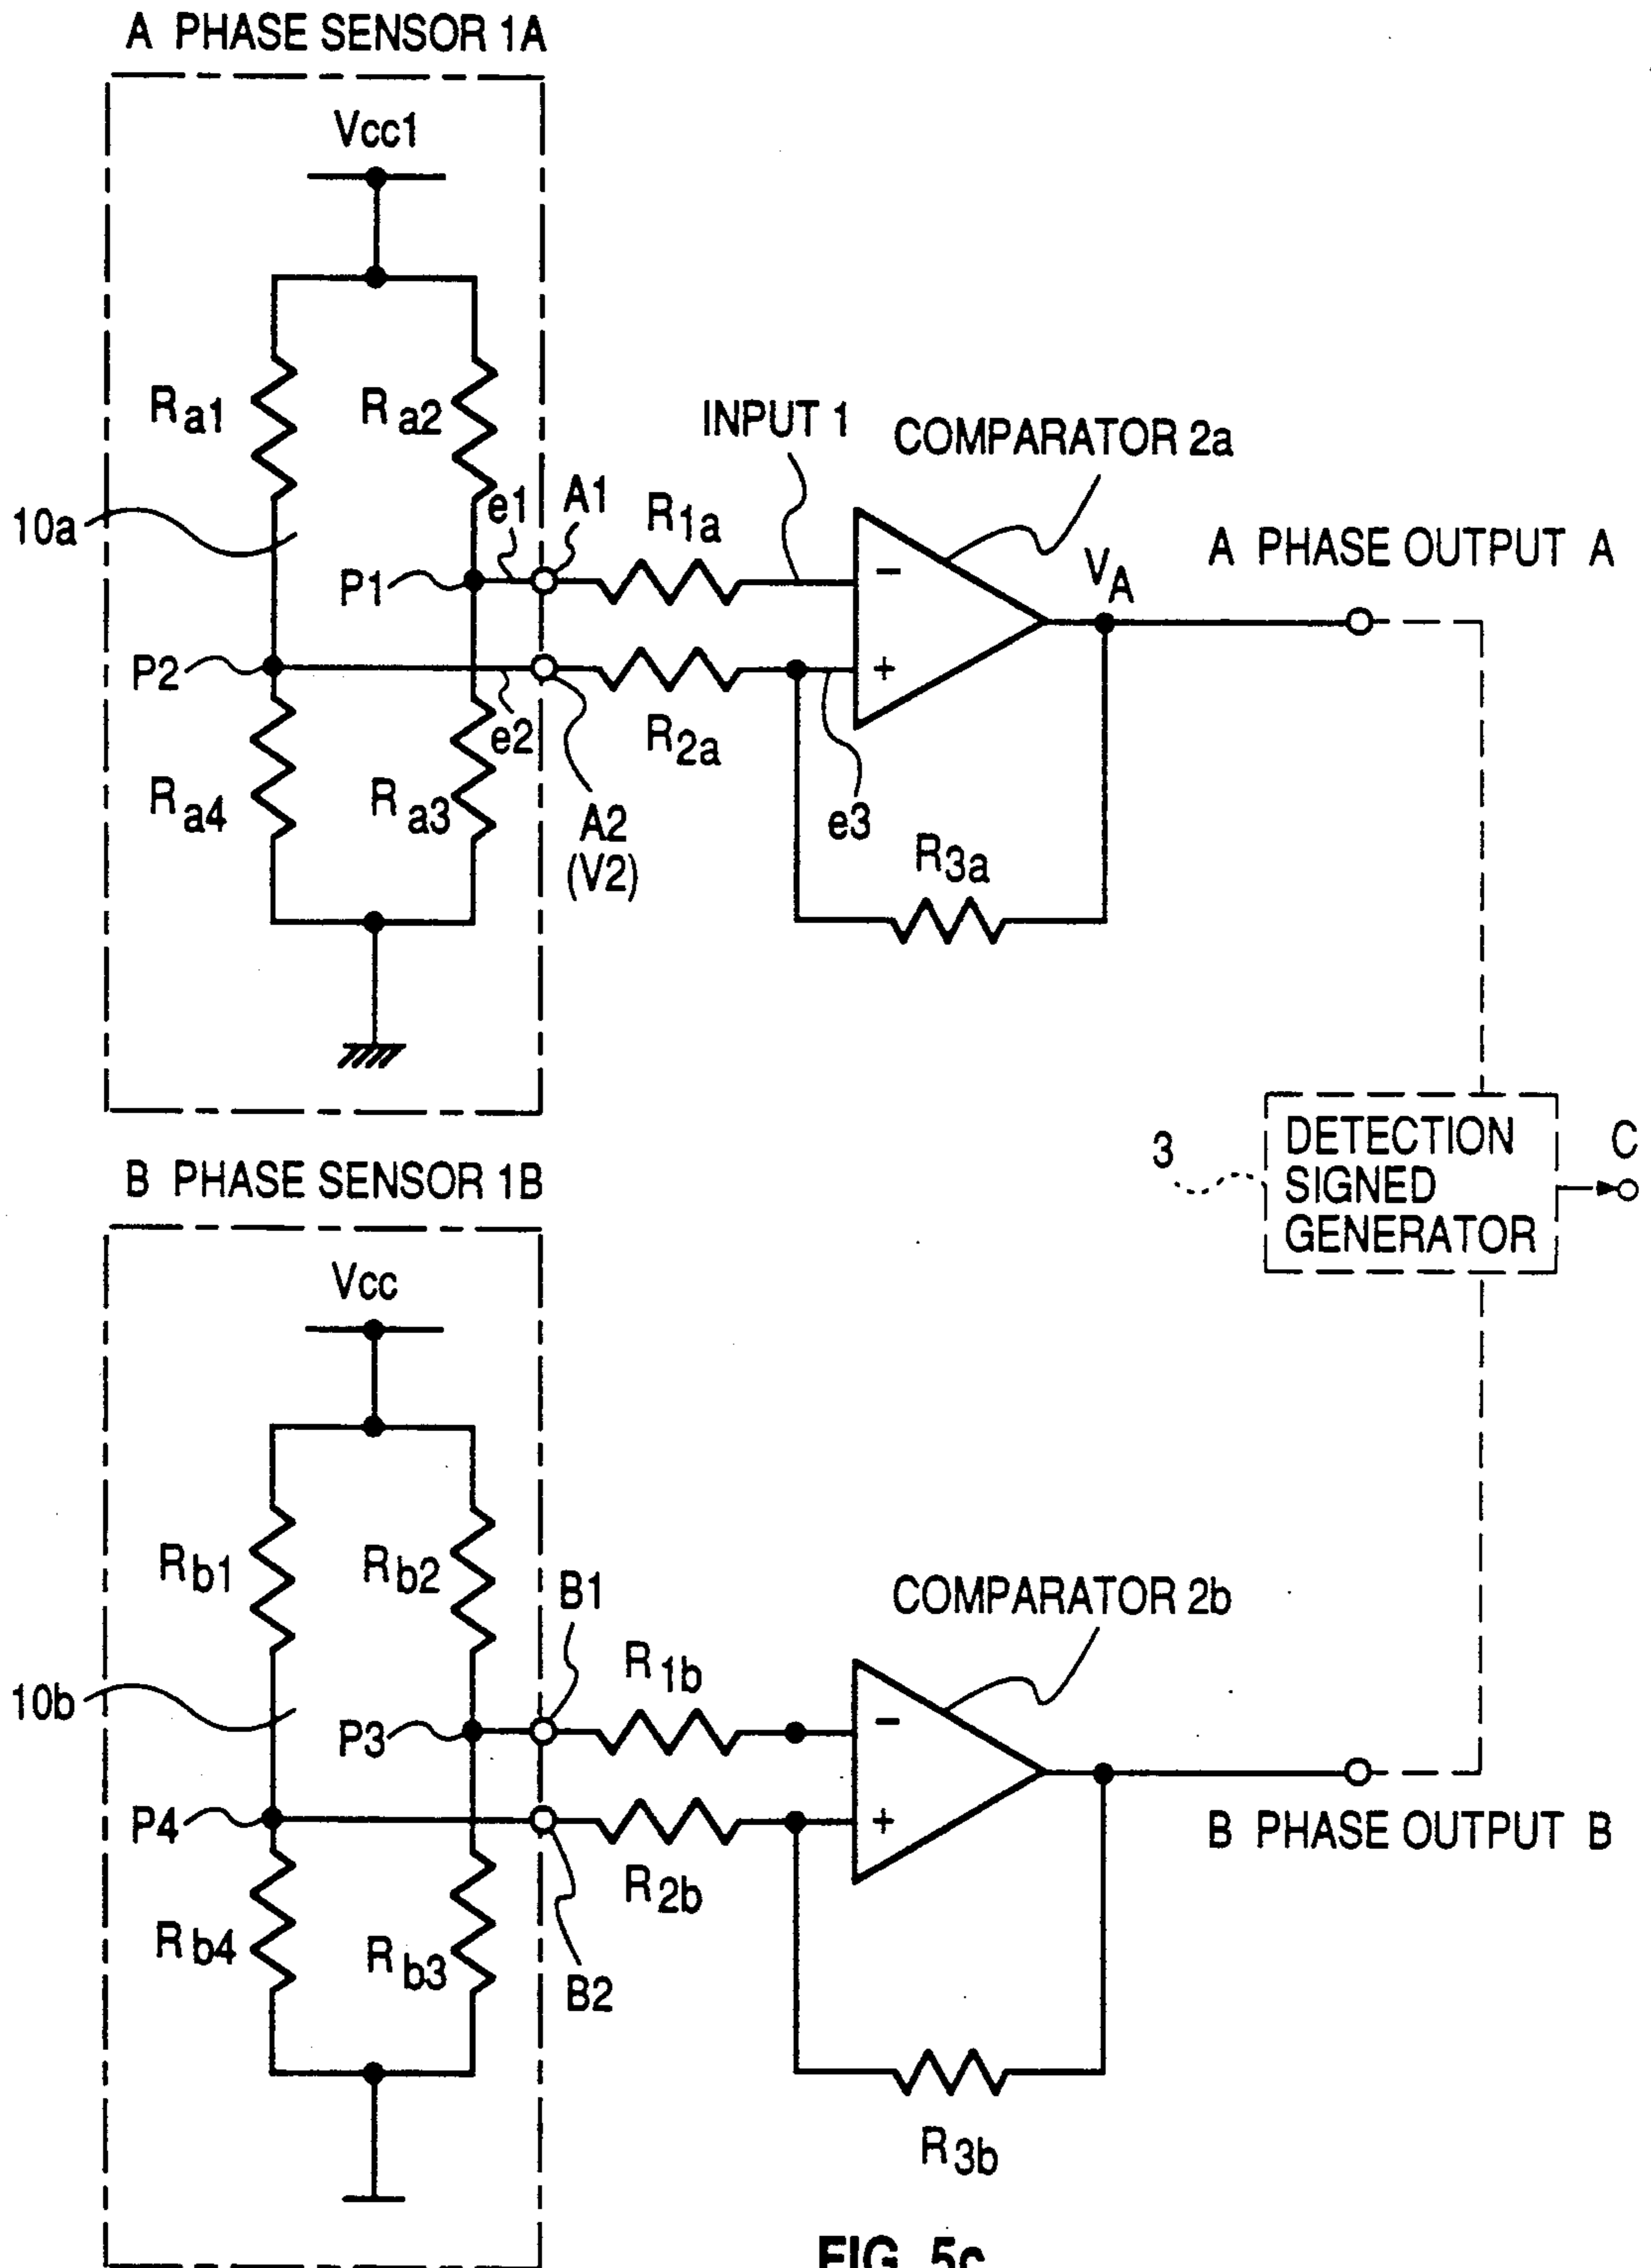 A PHASE SENSOR 1A
Vcc1
Ra1
Ra2
10a
e1
A1
P1
P2
e2
Ra4
Ra3
A2
(V2)
INPUT 1
COMPARATOR 2a
R1a
R2a
-
+
e3
R3a
VA
A PHASE OUTPUT A
3
DETECTION
SIGNED
GENERATOR
C
B PHASE SENSOR 1B
Vcc
Rb1
Rb2
10b
B1
P3
P4
Rb4
Rb3
B2
COMPARATOR 2b
R1b
R2b
-
+
R3b
B PHASE OUTPUT B
FIG. 5c